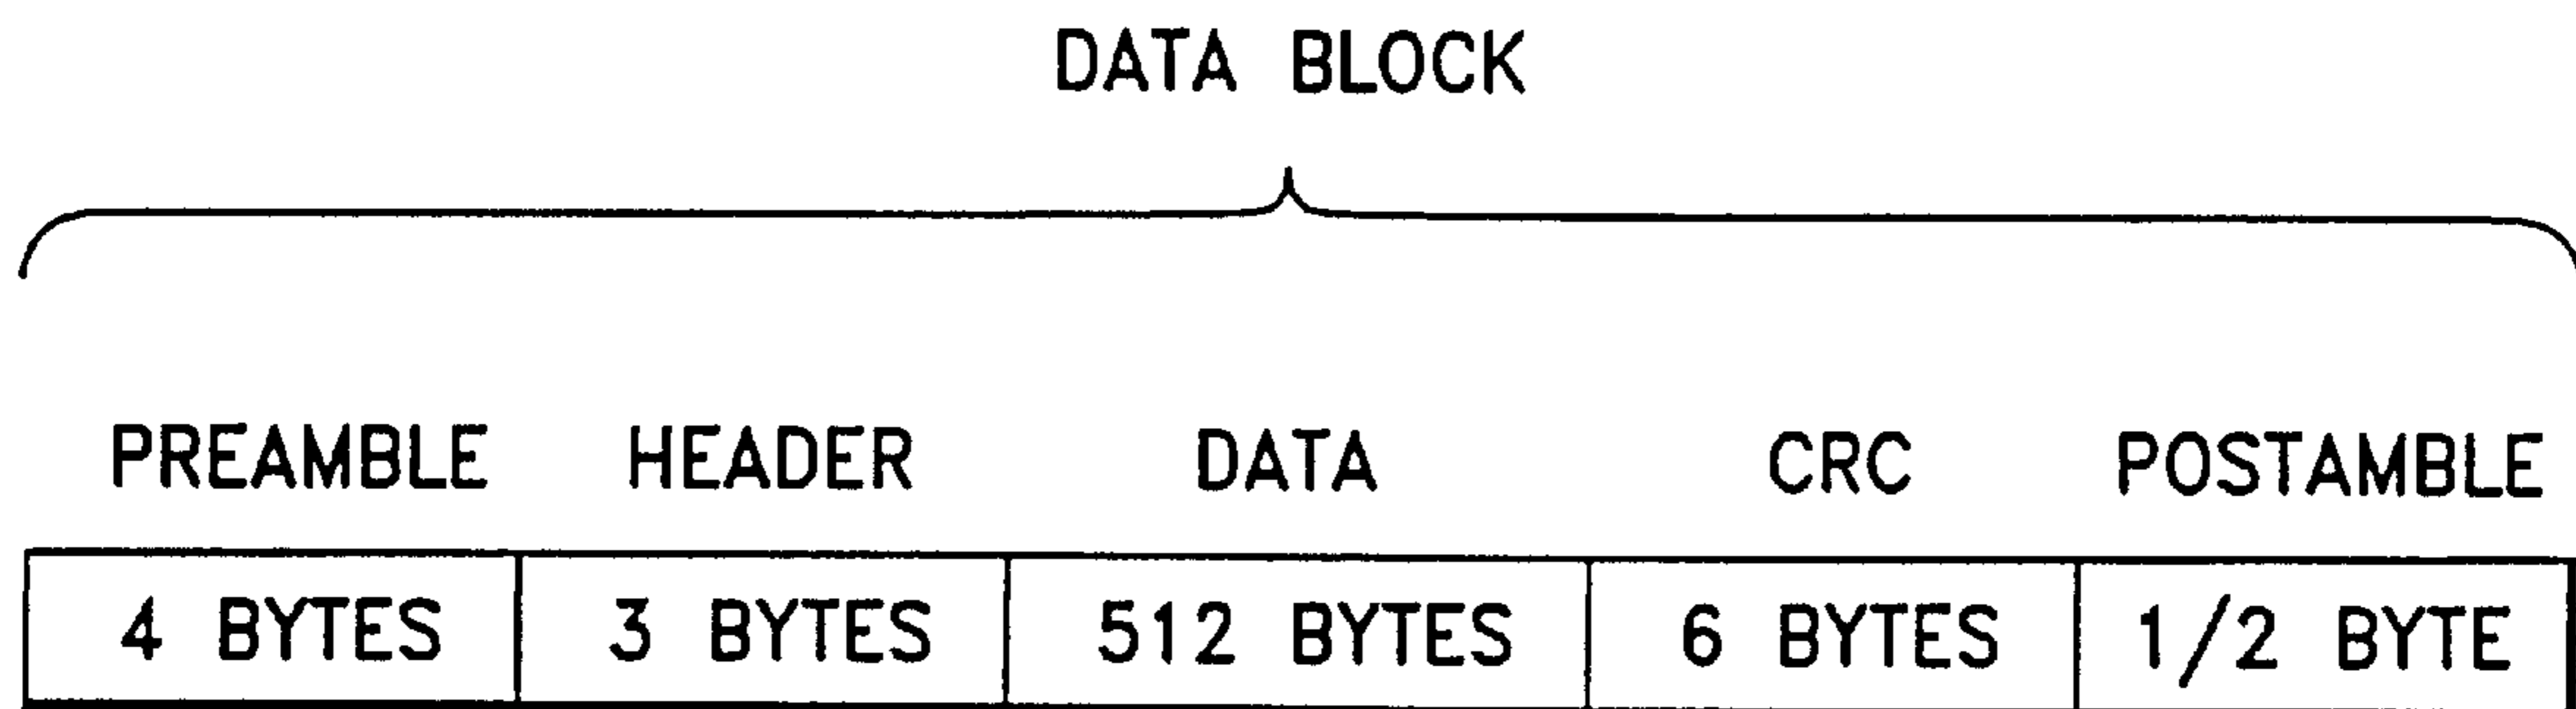 DATA BLOCK
PREAMBLE HEADER DATA CRC POSTAMBLE
4 BYTES 3 BYTES 512 BYTES 6 BYTES 1/2 BYTE